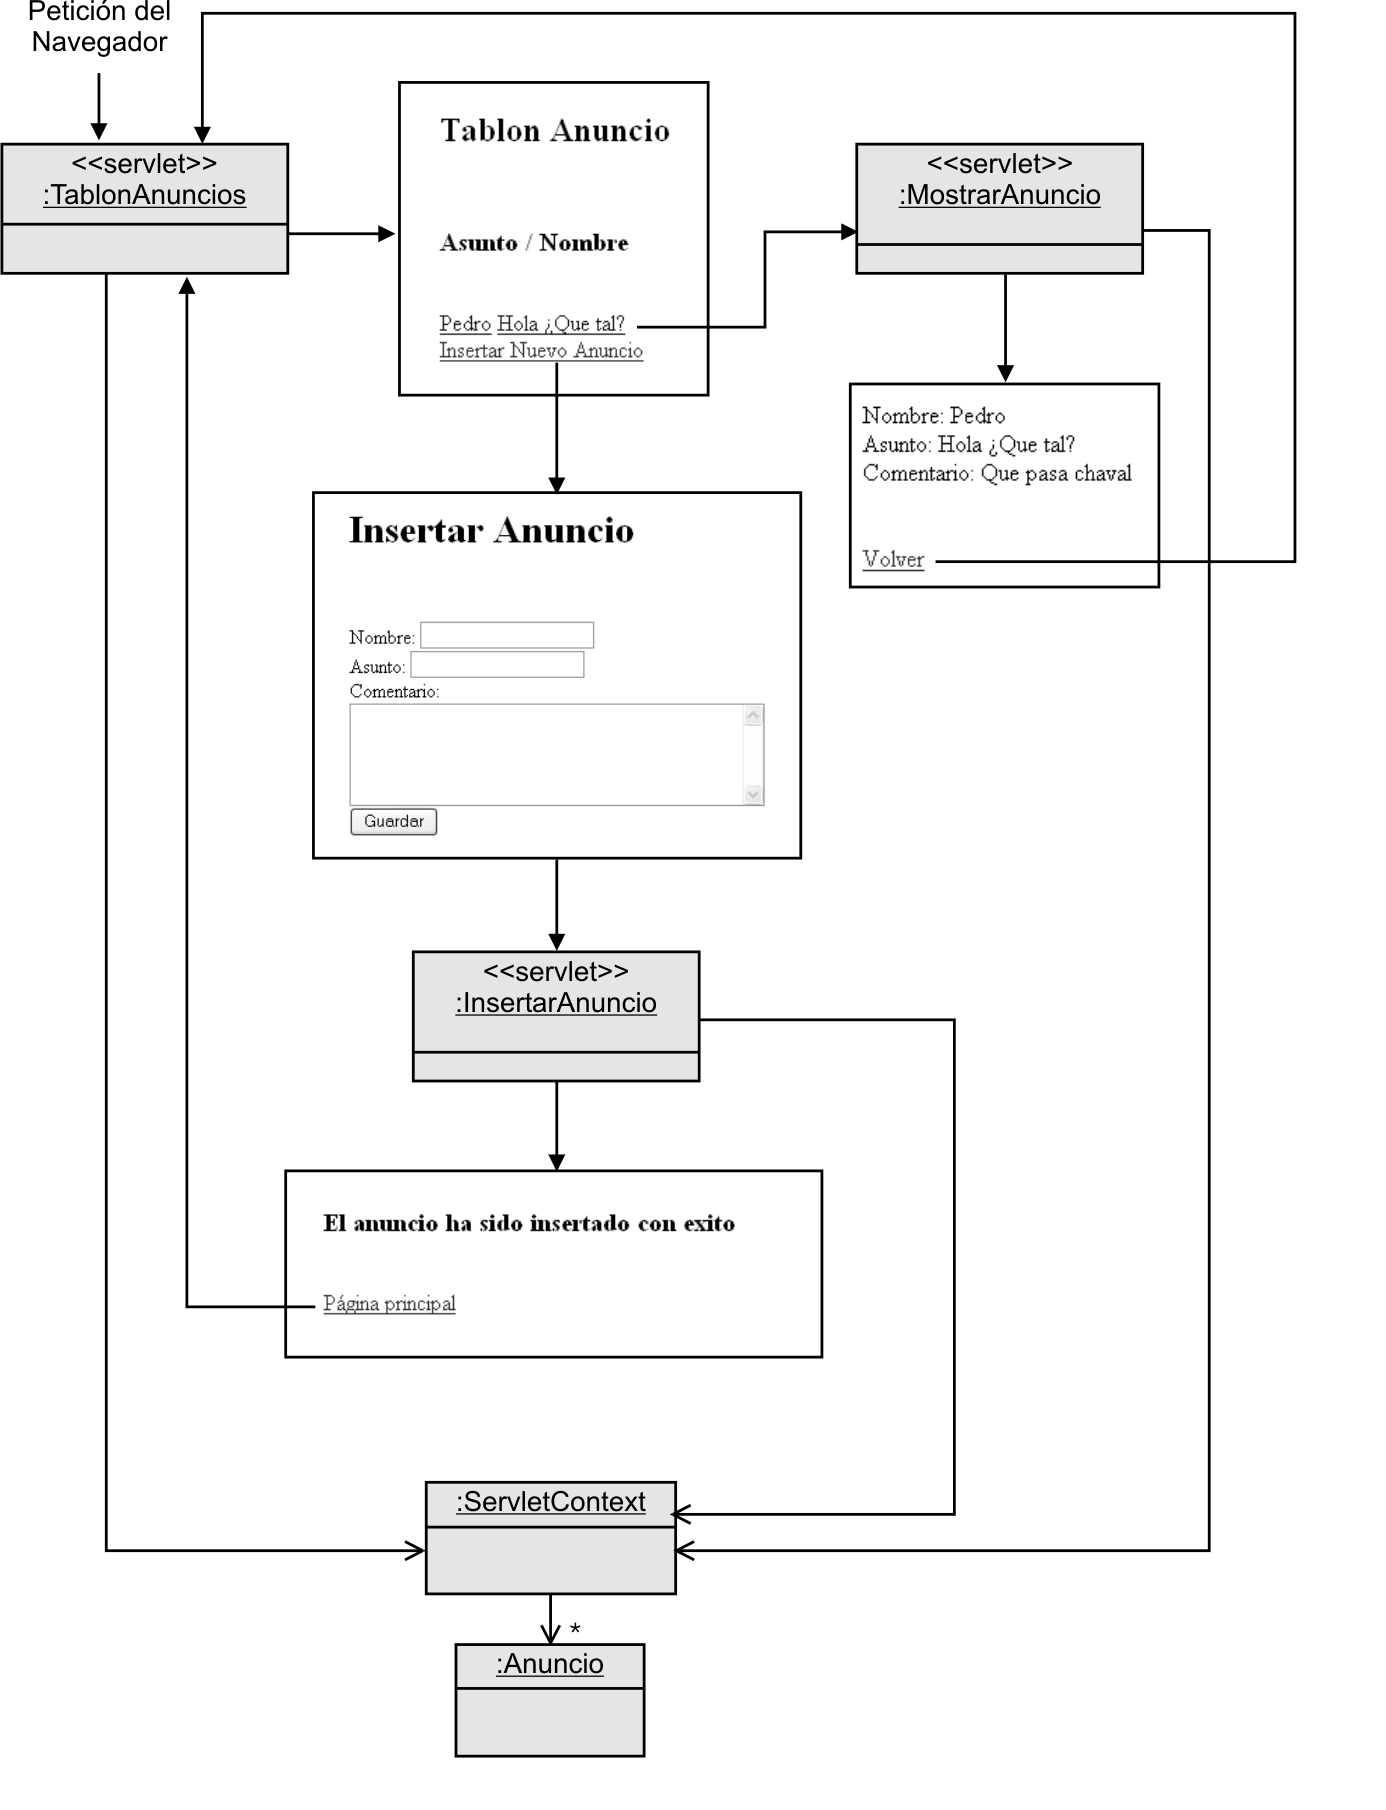 Petición del
Navegador
<<servlet>>
:TablonAnuncios
Tablon Anuncio
Asunto / Nombre
Pedro Hola ¿Que tal?
Insertar Nuevo Anuncio
<<servlet>>
:MostrarAnuncio
Nombre: Pedro
Asunto: Hola ¿Que tal?
Comentario: Que pasa chaval
Volver
Insertar Anuncio
Nombre:
Asunto:
Comentario:
Guardar
<<servlet>>
:InsertarAnuncio
El anuncio ha sido insertado con exito
Página principal
:ServletContext
*
:Anuncio